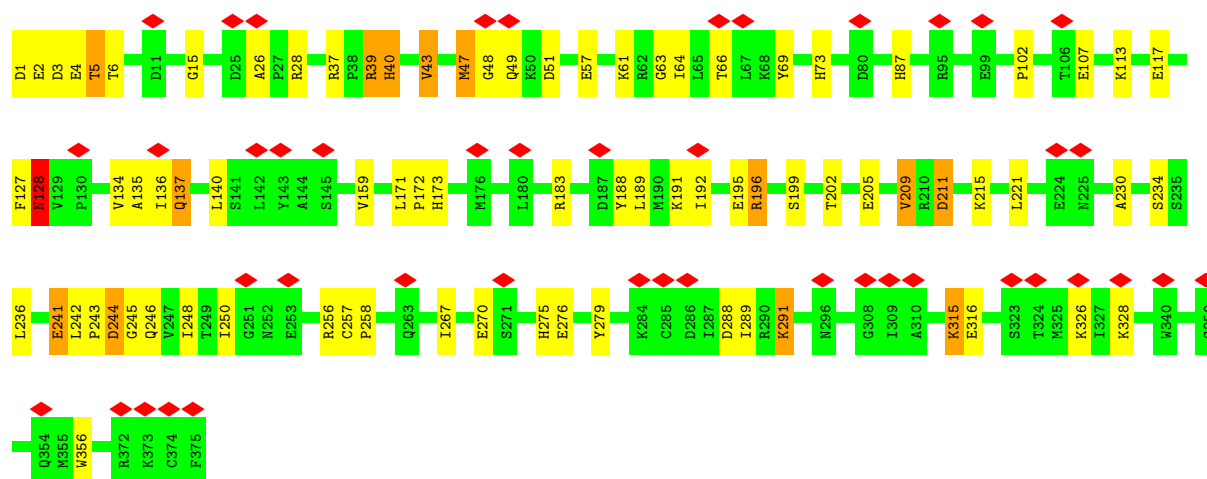 D1 E2 D3 E4 T5 T6 D11 G15 D25 A26 P27 R28 R37 P38 R39 H40 V43 M47 G48 Q49 K50 D51 E57 K61 R62 G63 I64 L65 T66 L67 K68 Y69 H73 D80 H87 R95 E99 P102 T106 E107 K113 E117
F127 N128 V129 P130 V134 A135 I136 Q137 L140 S141 L142 Y143 A144 S145 V159 L171 P172 H173 M176 L180 R183 D187 Y188 L189 M190 K191 I192 E195 R196 S199 T202 E205 V209 R210 D211 K215 L221 E224 N225 A230 S234 S235
L236 E241 L242 P243 D244 G245 Q246 V247 I248 T249 I250 G251 N252 E253 R256 C257 P258 Q263 I267 E270 S271 H275 E276 Y279 K284 C285 D286 I287 D288 I289 R290 K291 N296 G308 I309 A310 K315 E316 S323 T324 M325 K326 I327 K328 W340
Q354 M355 W356 R372 K373 C374 F375